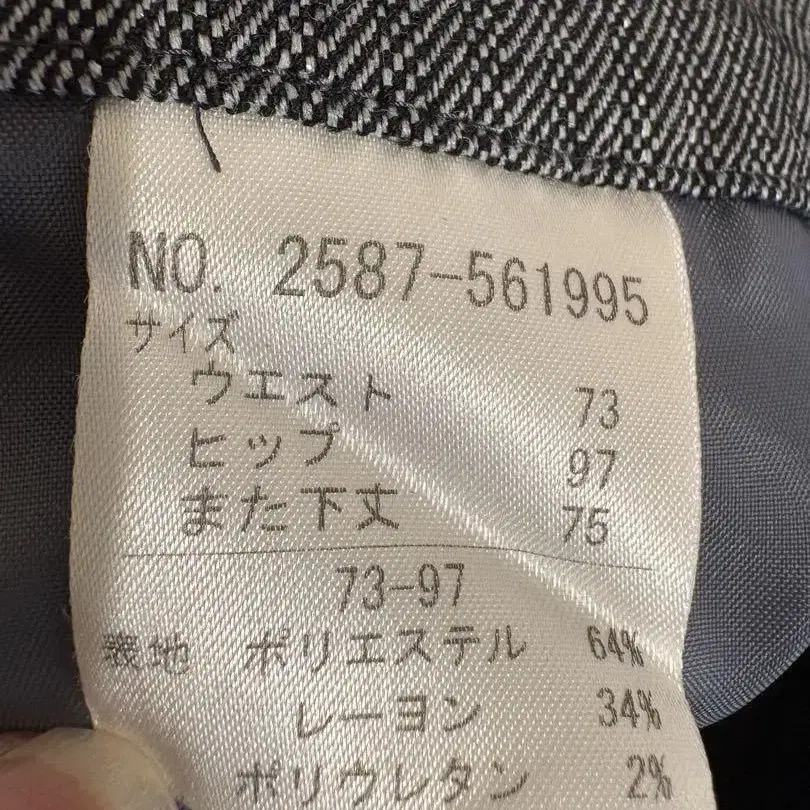 NO. 2587-561995
サイズ
ウエスト 73
ヒップ 97
また下丈 75
73-97
表地 ポリエステル 64%
レーヨン 34%
ポリウレタン 2%